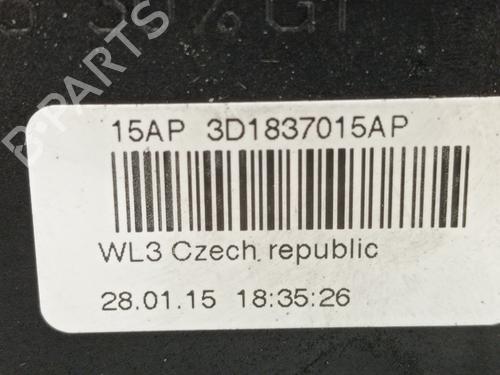 B-PARTS
15AP 3D1837015AP
WL3 Czech republic
28.01.15 18:35:26